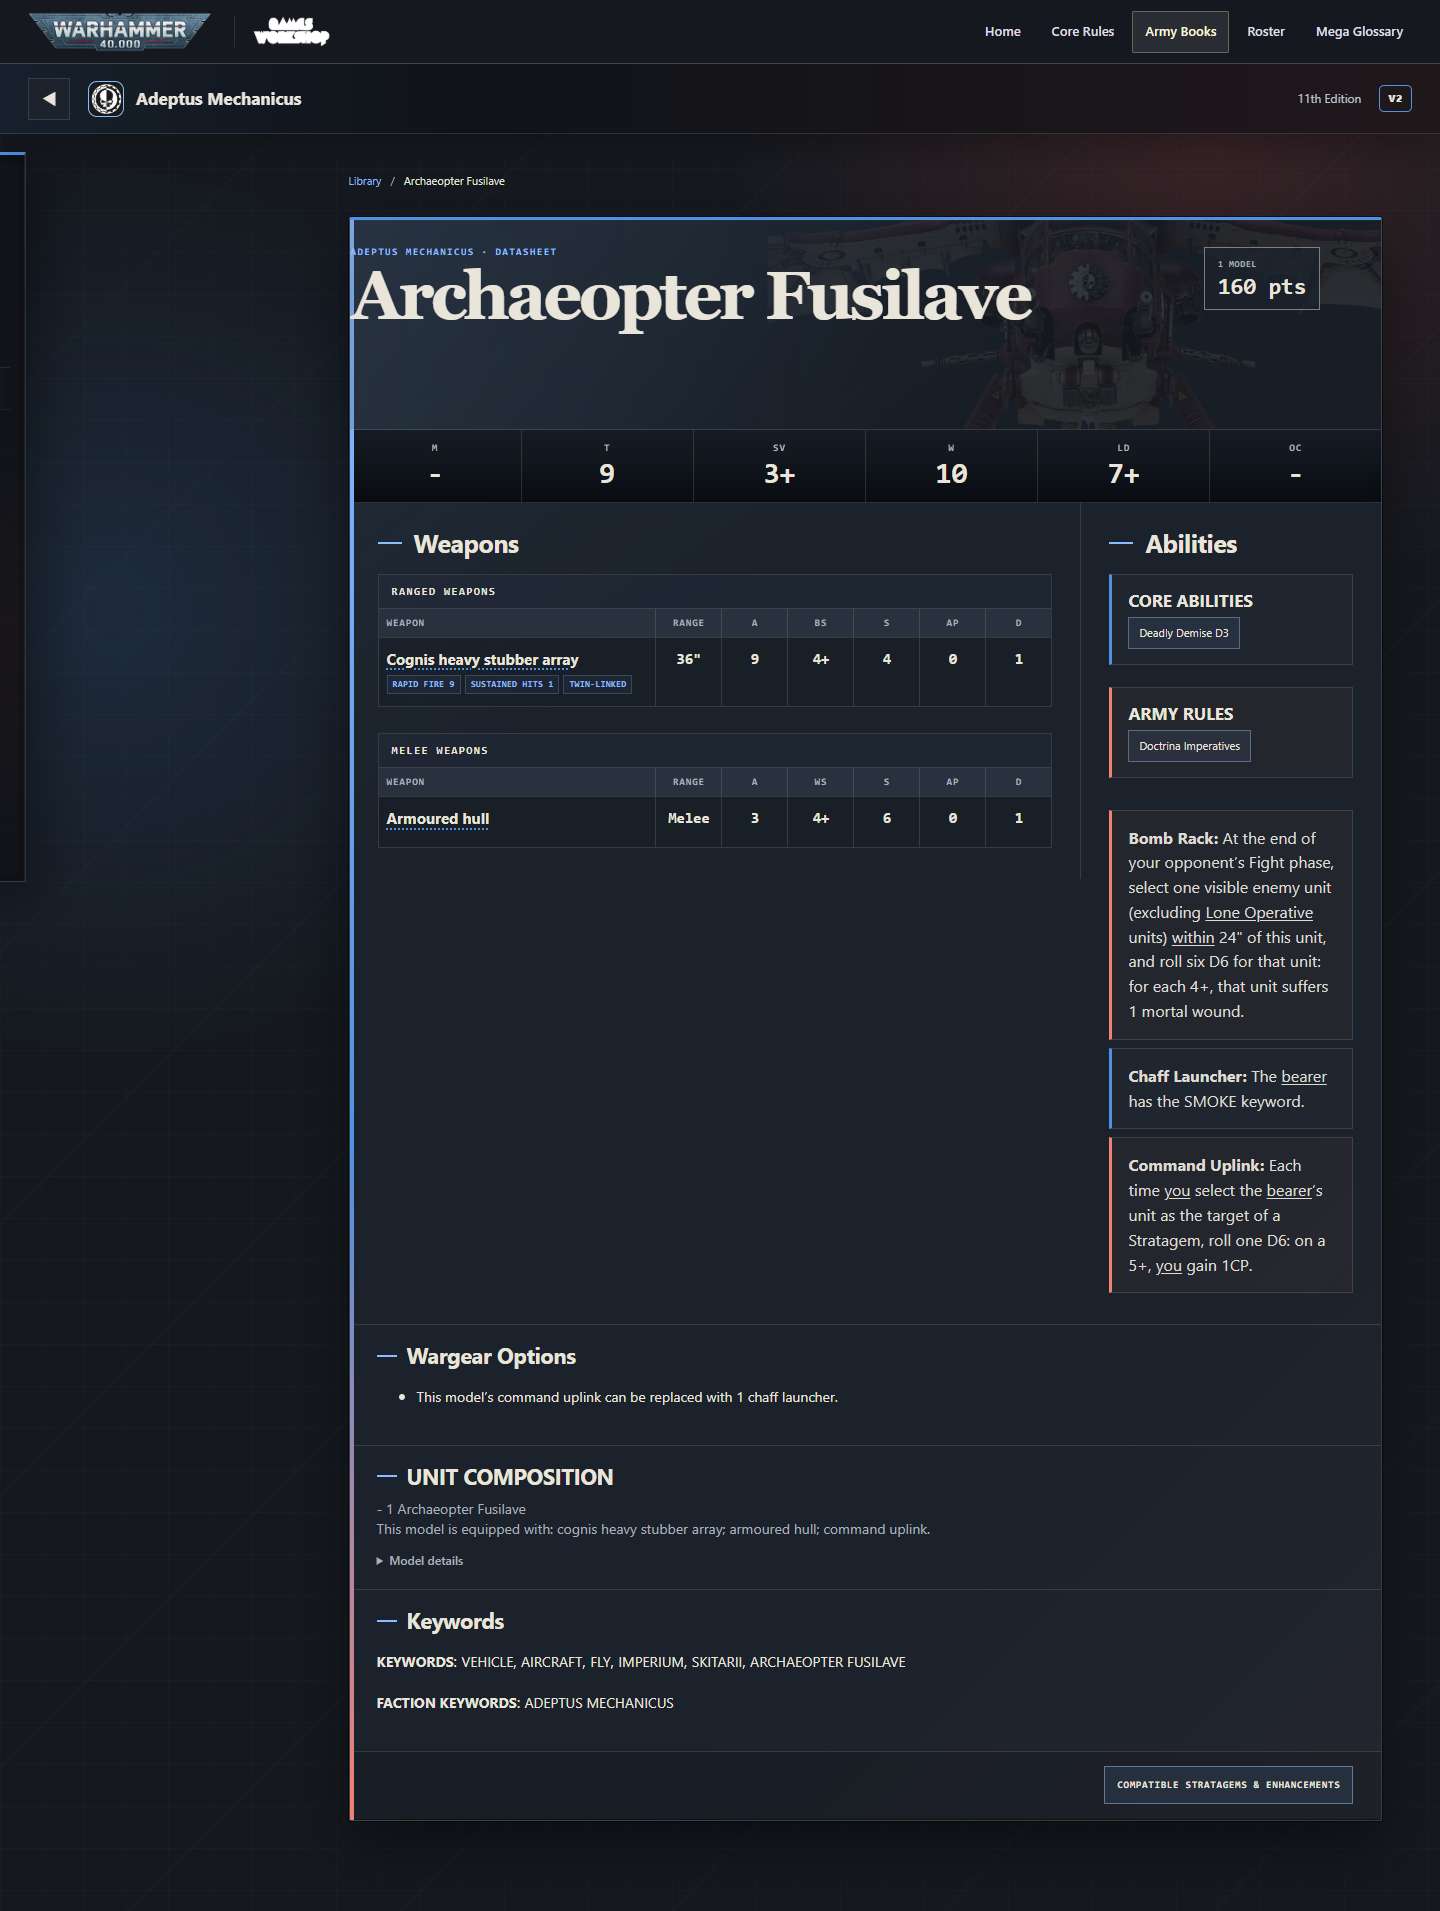 WARHAMMER
40,000
GAMES
WORKSHOP
Home
Core Rules
Army Books
Roster
Mega Glossary
◀
Adeptus Mechanicus
11th Edition
V2
Library / Archaeopter Fusilave
ADEPTUS MECHANICUS · DATASHEET
Archaeopter Fusilave
1 MODEL
160 pts
M T SV W LD OC
- 9 3+ 10 7+ -
Weapons
RANGED WEAPONS
WEAPON RANGE A BS S AP D
Cognis heavy stubber array 36" 9 4+ 4 0 1
RAPID FIRE 9 SUSTAINED HITS 1 TWIN-LINKED
MELEE WEAPONS
WEAPON RANGE A WS S AP D
Armoured hull Melee 3 4+ 6 0 1
Abilities
CORE ABILITIES
Deadly Demise D3
ARMY RULES
Doctrina Imperatives
Bomb Rack: At the end of
your opponent's Fight phase,
select one visible enemy unit
(excluding Lone Operative
units) within 24" of this unit,
and roll six D6 for that unit:
for each 4+, that unit suffers
1 mortal wound.
Chaff Launcher: The bearer
has the SMOKE keyword.
Command Uplink: Each
time you select the bearer's
unit as the target of a
Stratagem, roll one D6: on a
5+, you gain 1CP.
Wargear Options
• This model's command uplink can be replaced with 1 chaff launcher.
UNIT COMPOSITION
- 1 Archaeopter Fusilave
This model is equipped with: cognis heavy stubber array; armoured hull; command uplink.
▶ Model details
Keywords
KEYWORDS: VEHICLE, AIRCRAFT, FLY, IMPERIUM, SKITARII, ARCHAEOPTER FUSILAVE
FACTION KEYWORDS: ADEPTUS MECHANICUS
COMPATIBLE STRATAGEMS & ENHANCEMENTS